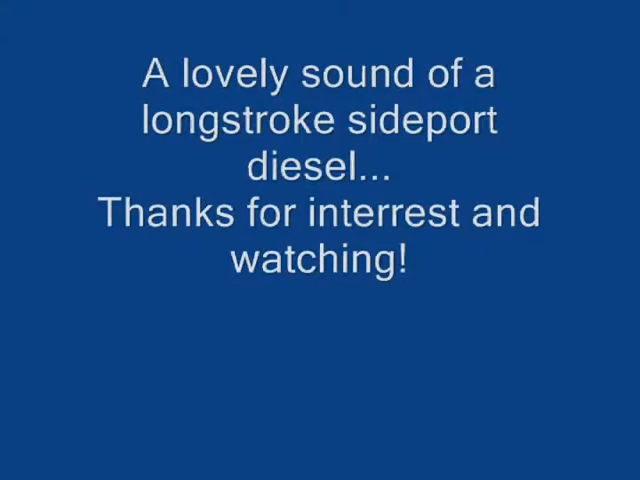 A lovely sound of a
longstroke sideport
diesel...
Thanks for interrest and
watching!